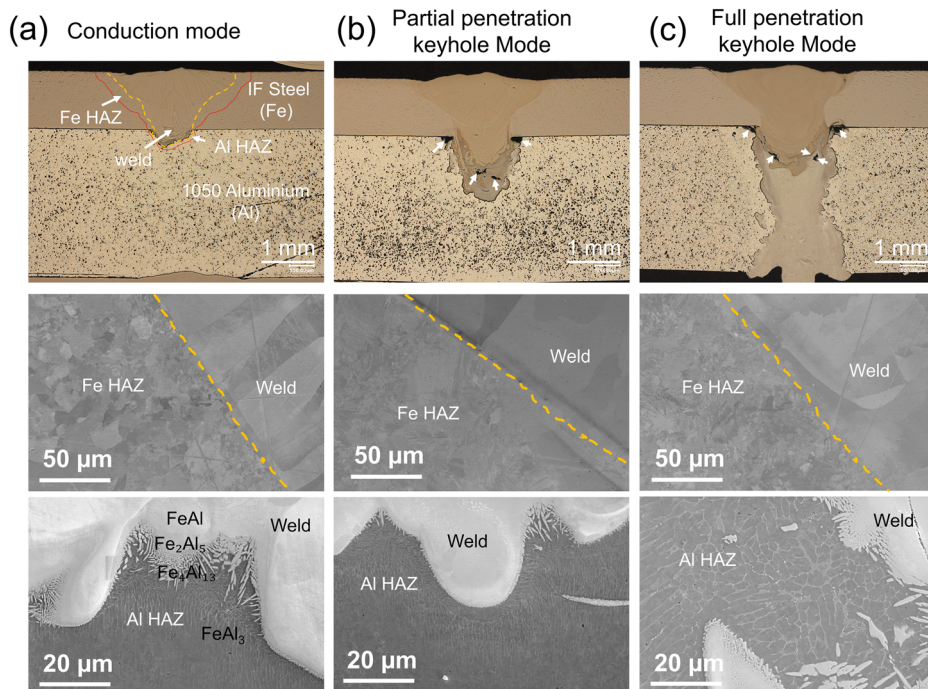 (a) Conduction mode
(b) Partial penetration
keyhole Mode
(c) Full penetration
keyhole Mode
IF Steel
(Fe)
Fe HAZ
weld
Al HAZ
1050 Aluminium
(Al)
1 mm
1 mm
1 mm
Fe HAZ
Weld
50 μm
Fe HAZ
Weld
50 μm
Fe HAZ
Weld
50 μm
FeAl
Weld
Fe₂Al₅
Fe₄Al₁₃
Al HAZ
FeAl₃
20 μm
Weld
Al HAZ
20 μm
Weld
Al HAZ
20 μm